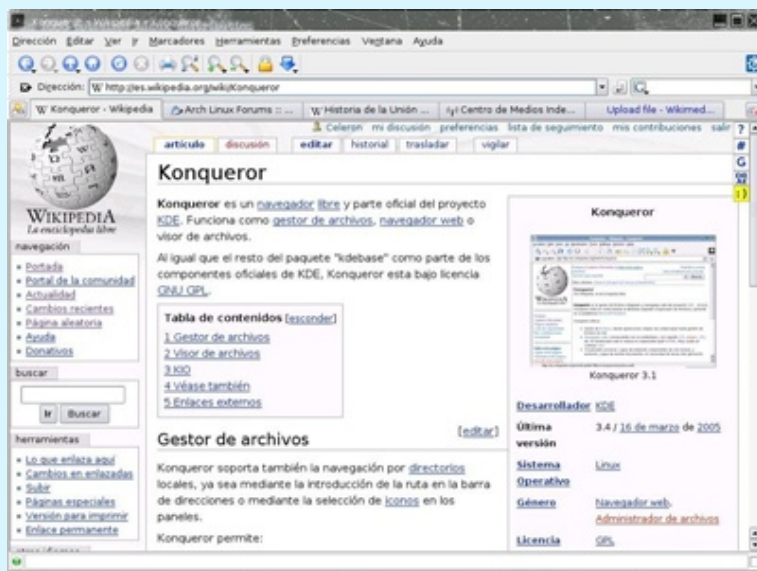 Dirección Editar Ver Ir Marcadores Herramientas Preferencias Ventana Ayuda
Dirección: http://es.wikipedia.org/wiki/Konqueror
Konqueror - Wikipedia
Arch Linux Forums :: ...
Historia de la Unión ...
Centro de Medios Inde...
Upload file - Wikimed...
Celeron mi discusión preferencias lista de seguimiento mis contribuciones salir
artículo discusión editar historial trasladar vigilar
WIKIPEDIA
La enciclopedia libre
navegación
Portada
Portal de la comunidad
Actualidad
Cambios recientes
Página aleatoria
Ayuda
Donativos
buscar
Ir Buscar
herramientas
Lo que enlaza aquí
Cambios en enlazadas
Subir
Páginas especiales
Versión para imprimir
Enlace permanente
otros idiomas
Konqueror
Konqueror es un navegador libre y parte oficial del proyecto
KDE. Funciona como gestor de archivos, navegador web o
visor de archivos.
Al igual que el resto del paquete "kdebase" como parte de los
componentes oficiales de KDE, Konqueror esta bajo licencia
GNU GPL.
Tabla de contenidos [esconder]
1 Gestor de archivos
2 Visor de archivos
3 KIO
4 Véase también
5 Enlaces externos
Gestor de archivos
[editar]
Konqueror soporta también la navegación por directorios
locales, ya sea mediante la introducción de la ruta en la barra
de direcciones o mediante la selección de iconos en los
paneles.
Konqueror permite:
Konqueror
Konqueror 3.1
Desarrollador KDE
Última versión 3.4 / 16 de marzo de 2005
Sistema Operativo Linux
Género Navegador web,
Administrador de archivos
Licencia GPL